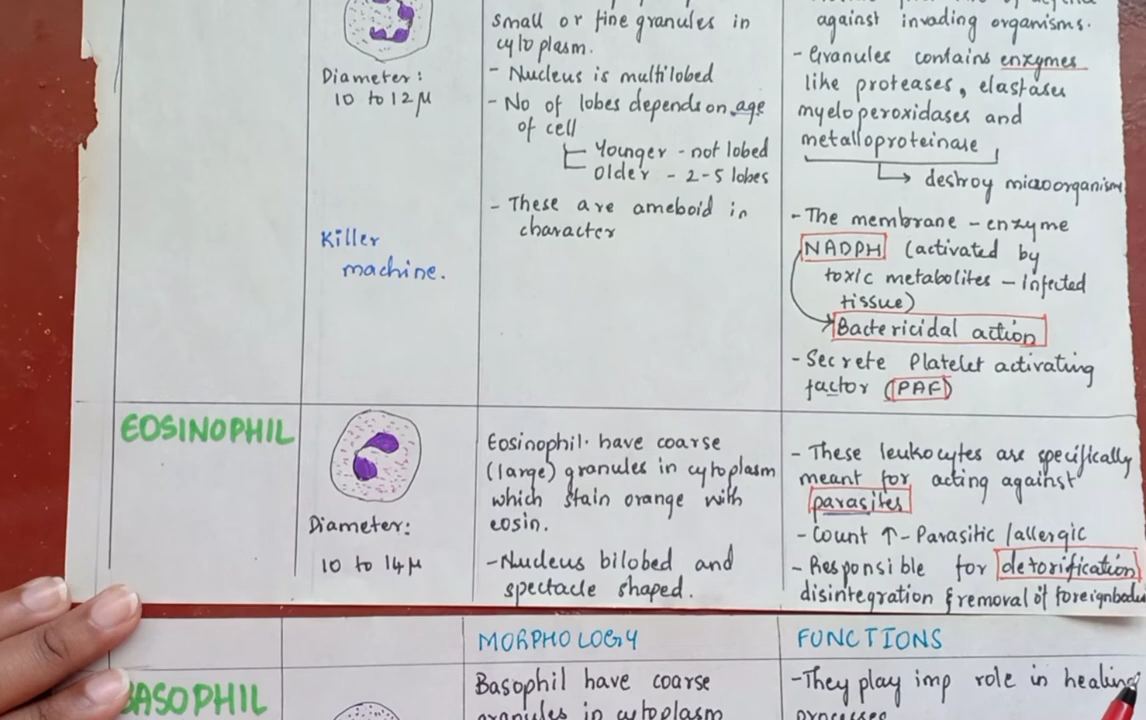 small or fine granules in
cytoplasm.
- Nucleus is multilobed
- No of lobes depends on age
of cell
Younger - not lobed
Older - 2-5 lobes
- These are ameboid in
character
Diameter:
10 to 12 μ
Killer
machine.
against invading organisms.
- Granules contains enzymes
like proteases, elastases
myeloperoxidases and
metalloproteinase
destroy microorganism
- The membrane - enzyme
NADPH (activated by
toxic metabolites - infected
tissue)
Bactericidal action
- Secrete Platelet activating
factor (PAF)
EOSINOPHIL
Diameter:
10 to 14 μ
Eosinophil. have coarse
(large) granules in cytoplasm
which stain orange with
eosin.
- Nucleus bilobed and
spectacle shaped.
- These leukocytes are specifically
meant for acting against
parasites
- Count ↑ - Parasitic / allergic
- Responsible for detoxification
disintegration & removal of foreign
MORPHOLOGY
FUNCTIONS
BASOPHIL
Basophil have coarse
granules in cytoplasm
- They play imp role in healing
processes